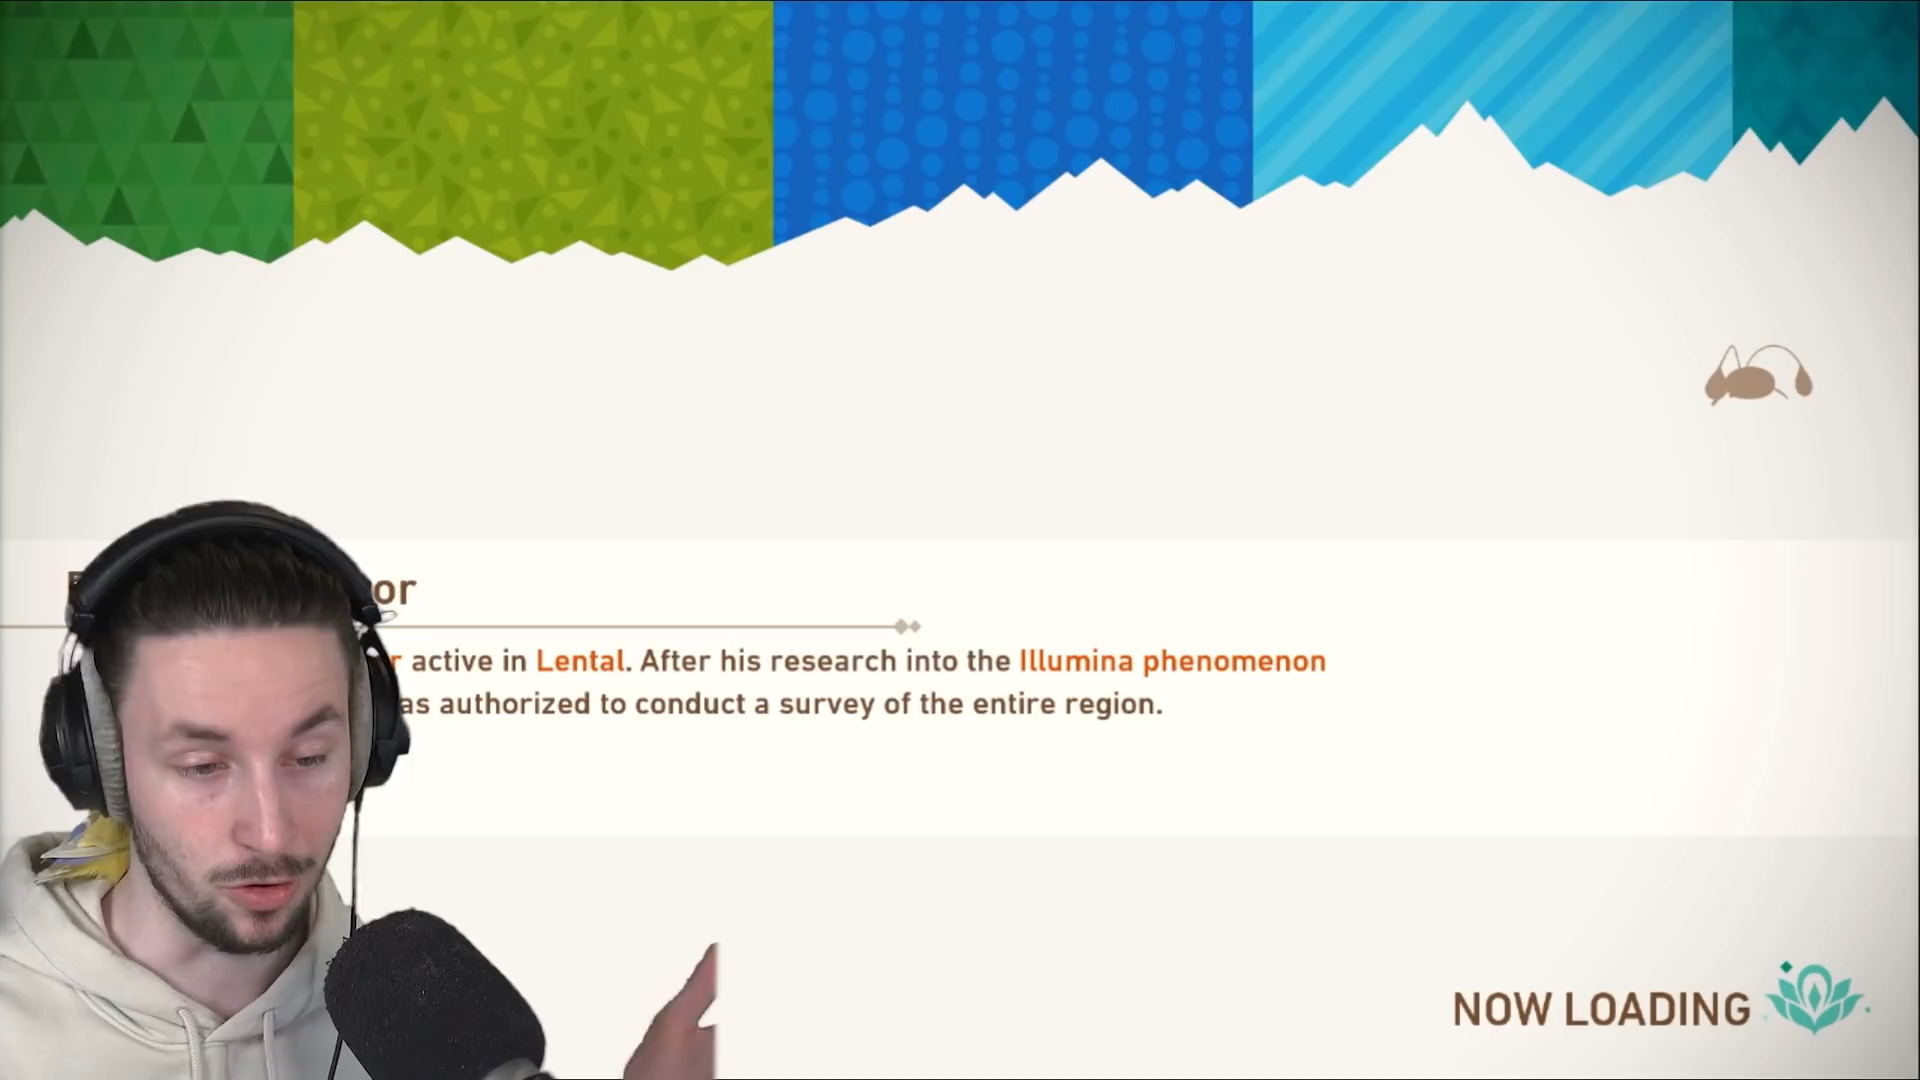 or
active in Lental. After his research into the Illumina phenomenon
as authorized to conduct a survey of the entire region.
NOW LOADING